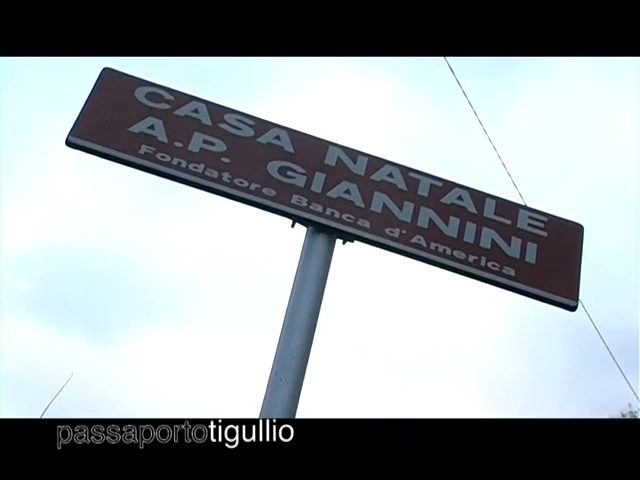 CASA NATALE
A.P. GIANNINI
Fondatore Banca d'America
passaportotigullio